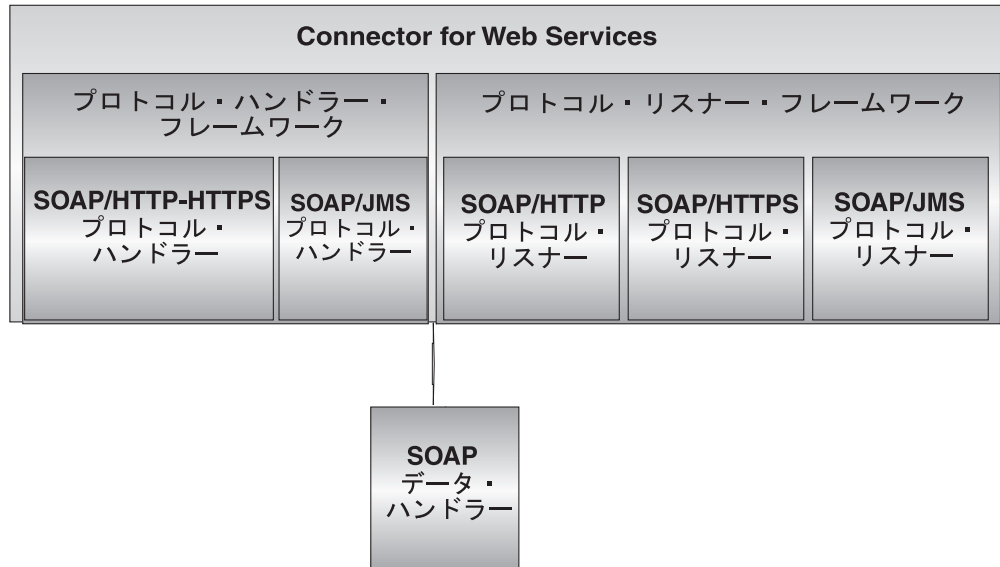 Connector for Web Services
プロトコル・ハンドラー・
フレームワーク
SOAP/HTTP-HTTPS
プロトコル・
ハンドラー
SOAP/JMS
プロトコル・
ハンドラー
プロトコル・リスナー・フレームワーク
SOAP/HTTP
プロトコル・
リスナー
SOAP/HTTPS
プロトコル・
リスナー
SOAP/JMS
プロトコル・
リスナー
SOAP
データ・
ハンドラー